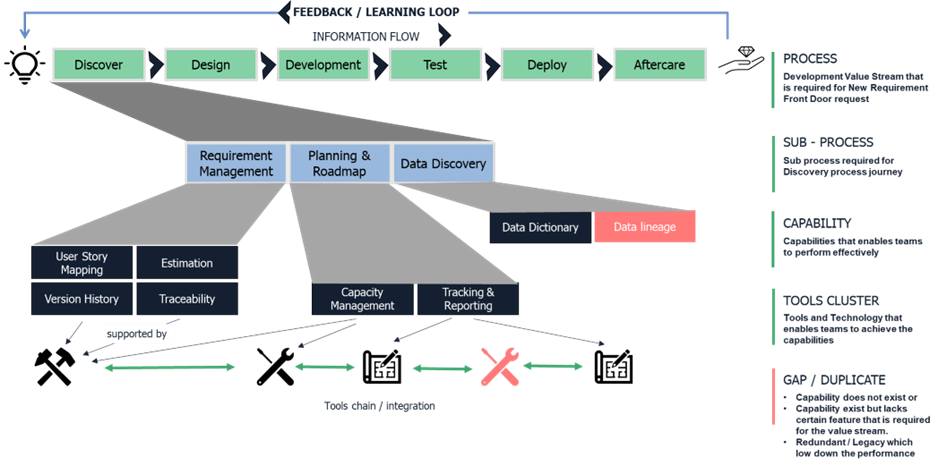 FEEDBACK / LEARNING LOOP
INFORMATION FLOW
Discover
Design
Development
Test
Deploy
Aftercare
PROCESS
Development Value Stream that
is required for New Requirement
Front Door request
Requirement
Management
Planning &
Roadmap
Data Discovery
SUB - PROCESS
Sub process required for
Discovery process journey
Data Dictionary
Data lineage
CAPABILITY
Capabilities that enables teams
to perform effectively
User Story
Mapping
Estimation
Version History
Traceability
Capacity
Management
Tracking &
Reporting
TOOLS CLUSTER
Tools and Technology that
enables teams to achieve the
capabilities
supported by
Tools chain / integration
GAP / DUPLICATE
• Capability does not exist or
• Capability exist but lacks
certain feature that is required
for the value stream.
• Redundant / Legacy which
low down the performance